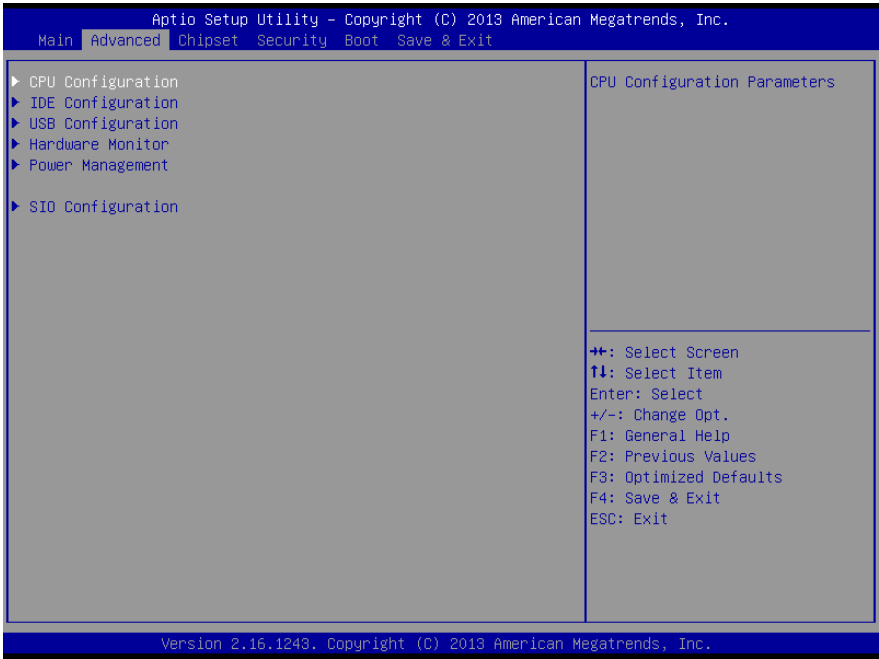 Aptio Setup Utility – Copyright (C) 2013 American Megatrends, Inc.
Main Advanced Chipset Security Boot Save & Exit
CPU Configuration
IDE Configuration
USB Configuration
Hardware Monitor
Power Management
SIO Configuration
CPU Configuration Parameters
→←: Select Screen
↑↓: Select Item
Enter: Select
+/-: Change Opt.
F1: General Help
F2: Previous Values
F3: Optimized Defaults
F4: Save & Exit
ESC: Exit
Version 2.16.1243. Copyright (C) 2013 American Megatrends, Inc.